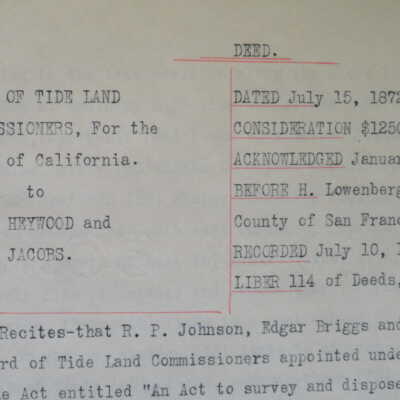 DEED.
OF TIDE LAND
SSIONERS, For the
of California.
to
HEYWOOD and
JACOBS.
DATED July 15, 1872
CONSIDERATION $1250
ACKNOWLEDGED Januar
BEFORE H. Lowenberg
County of San Franc
RECORDED July 10, 1
LIBER 114 of Deeds,
Recites-that R. P. Johnson, Edgar Briggs and
rd of Tide Land Commissioners appointed unde
e Act entitled "An Act to survey and dispose